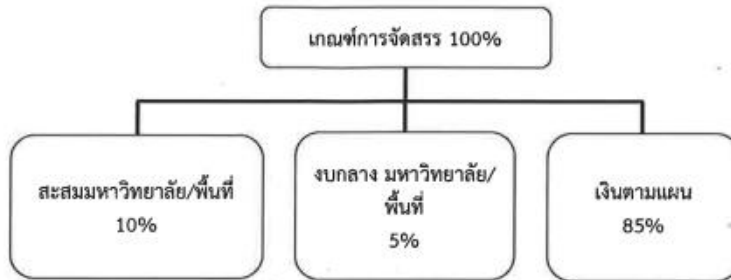 เกณฑ์การจัดสรร 100%
สะสมมหาวิทยาลัย/พื้นที่
10%
งบกลาง มหาวิทยาลัย/
พื้นที่
5%
เงินตามแผน
85%